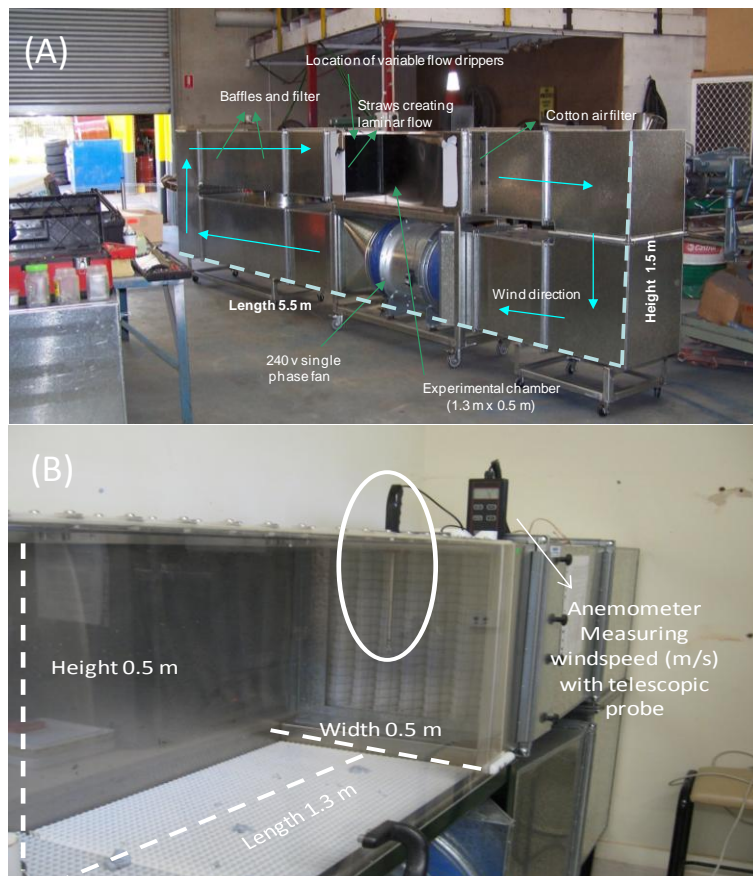 (A)
Location of variable flow drippers
Baffles and filter
Straws creating
laminar flow
Cotton air filter
Length 5.5 m
Wind direction
Height 1.5 m
240 v single
phase fan
Experimental chamber
(1.3 m x 0.5 m)
Castrol
(B)
Height 0.5 m
Width 0.5 m
Length 1.3 m
Anemometer
Measuring
windspeed (m/s)
with telescopic
probe